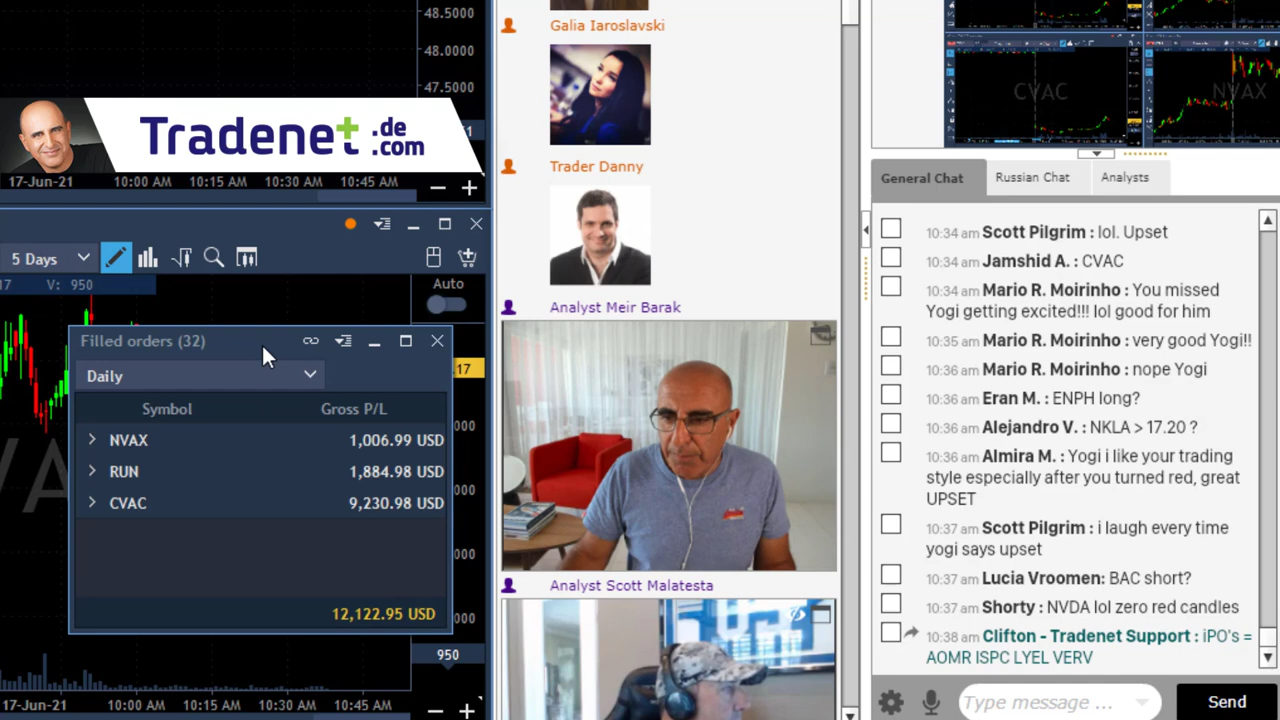 48.5000
48.0000
47.5000
Tradenet .de
.com
17-Jun-21 10:00 AM 10:15 AM 10:30 AM 10:45 AM
5 Days
17 V: 950
Auto
Filled orders (32)
17
Daily
Symbol Gross P/L
NVAX 1,006.99 USD
RUN 1,884.98 USD
CVAC 9,230.98 USD
12,122.95 USD
950
17-Jun-21 10:00 AM 10:15 AM 10:30 AM 10:45 AM
Galia Iaroslavski
Trader Danny
Analyst Meir Barak
Analyst Scott Malatesta
CVAC
NVAX
General Chat Russian Chat Analysts
10:34 am Scott Pilgrim : lol. Upset
10:34 am Jamshid A. : CVAC
10:34 am Mario R. Moirinho : You missed
Yogi getting excited!!! lol good for him
10:35 am Mario R. Moirinho : very good Yogi!!
10:36 am Mario R. Moirinho : nope Yogi
10:36 am Eran M. : ENPH long?
10:36 am Alejandro V. : NKLA > 17.20 ?
10:36 am Almira M. : Yogi i like your trading
style especially after you turned red, great
UPSET
10:37 am Scott Pilgrim : i laugh every time
yogi says upset
10:37 am Lucia Vroomen: BAC short?
10:37 am Shorty : NVDA lol zero red candles
10:38 am Clifton - Tradenet Support : iPO's =
AOMR ISPC LYEL VERV
Type message ... Send